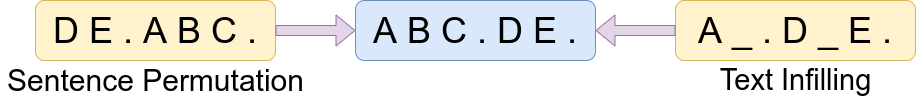 D E . A B C .
A B C . D E .
A _ . D _ E .
Sentence Permutation
Text Infilling